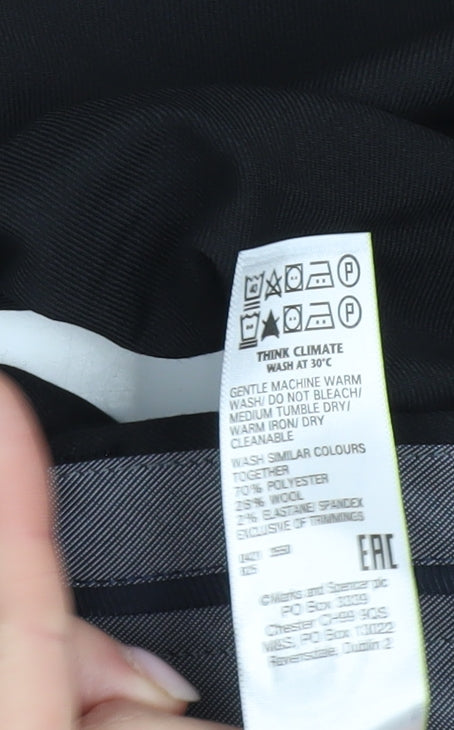 40
P
P
THINK CLIMATE
WASH AT 30°C
GENTLE MACHINE WARM
WASH/ DO NOT BLEACH/
MEDIUM TUMBLE DRY/
WARM IRON/ DRY
CLEANABLE
WASH SIMILAR COLOURS
TOGETHER
70% POLYESTER
28% WOOL
2% ELASTANE/ SPANDEX
EXCLUSIVE OF TRIMMINGS
EAC
©Marks and Spencer plc
PO Box 3339
Chester CH99 9QS
M&S, PO Box 13022
Ravensdale, Dublin 2